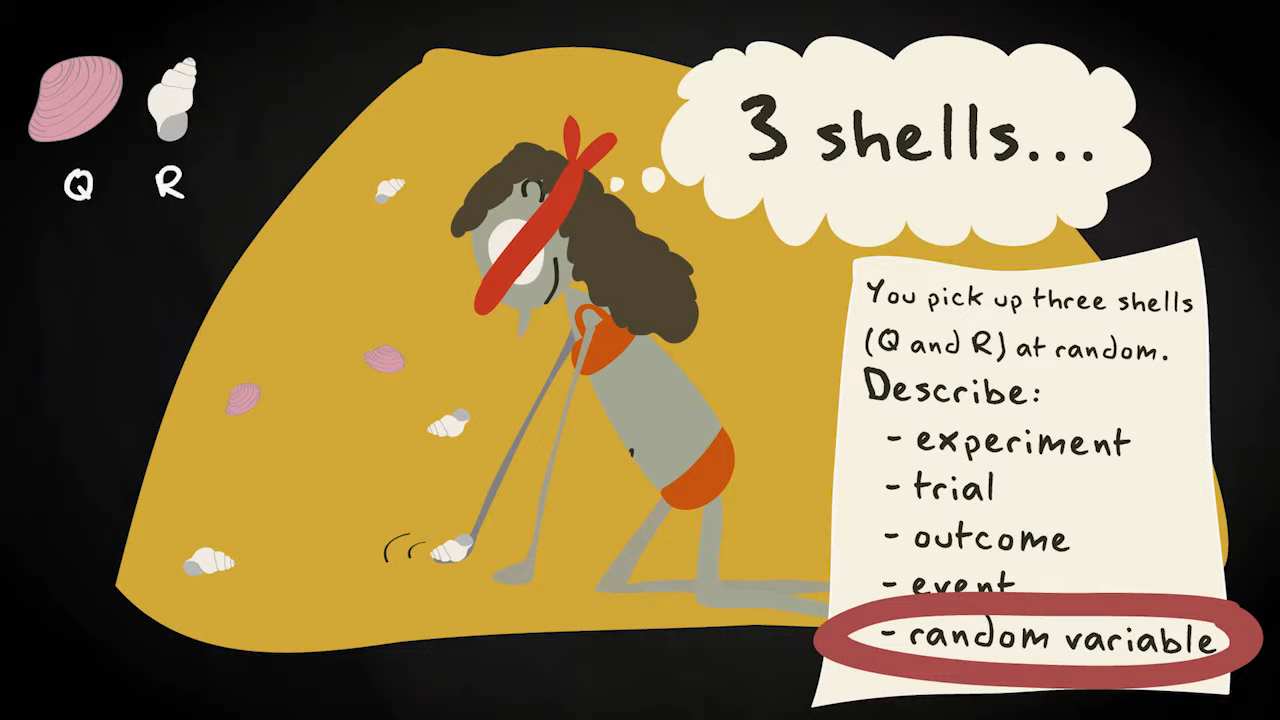 Q R
3 shells...
You pick up three shells
(Q and R) at random.
Describe:
- experiment
- trial
- outcome
- event
- random variable